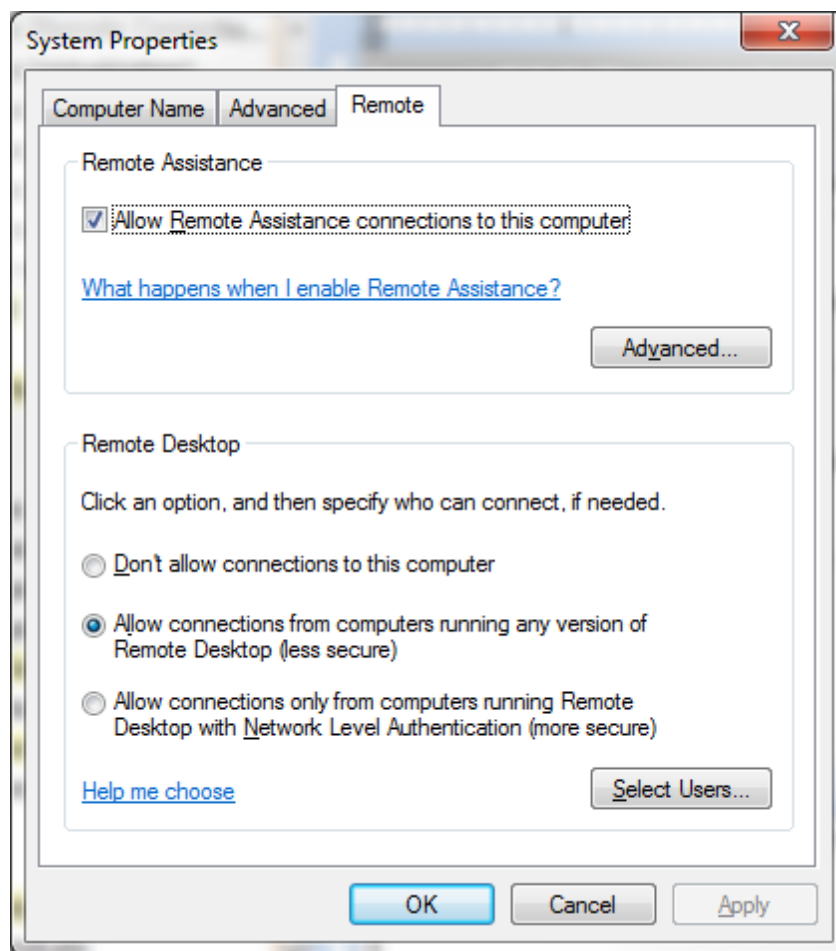 System Properties
Computer Name
Advanced
Remote
Remote Assistance
Allow Remote Assistance connections to this computer
What happens when I enable Remote Assistance?
Advanced...
Remote Desktop
Click an option, and then specify who can connect, if needed.
Don't allow connections to this computer
Allow connections from computers running any version of
Remote Desktop (less secure)
Allow connections only from computers running Remote
Desktop with Network Level Authentication (more secure)
Help me choose
Select Users...
OK
Cancel
Apply